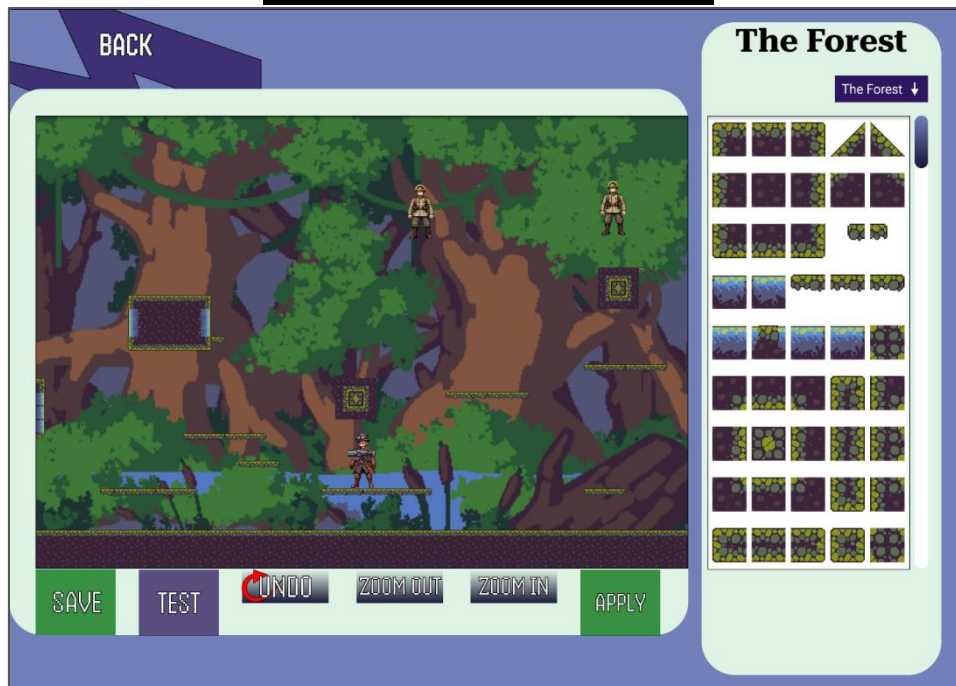 BACK
The Forest
The Forest ↓
SAVE
TEST
UNDO
ZOOM OUT
ZOOM IN
APPLY